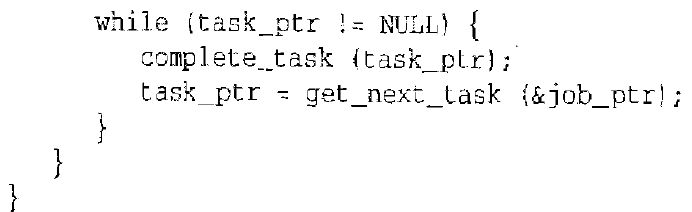 while (task_ptr != NULL) {
complete_task (task_ptr);
task_ptr = get_next_task (&job_ptr);
}
}
}